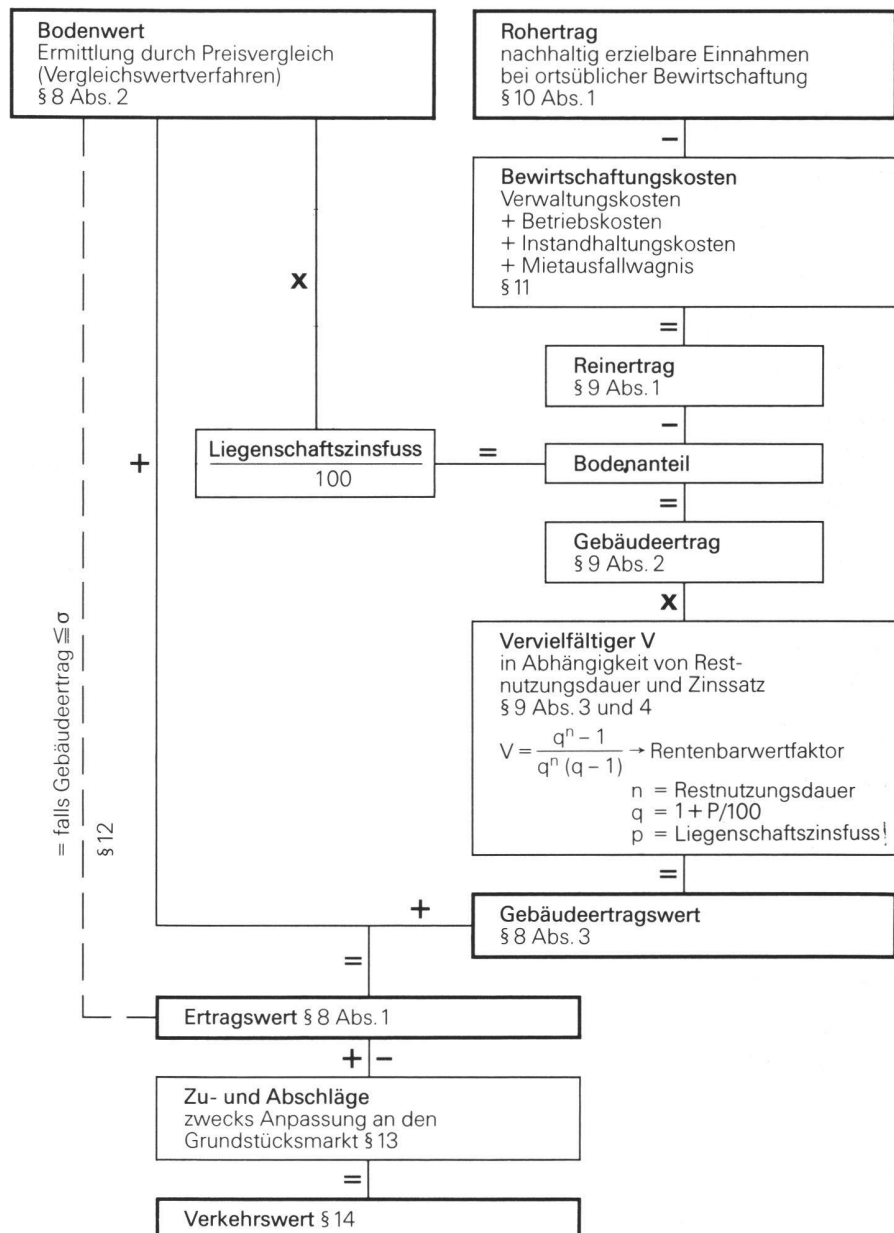 Bodenwert
Ermittlung durch Preisvergleich
(Vergleichswertverfahren)
§ 8 Abs. 2
Rohertrag
nachhaltig erzielbare Einnahmen
bei ortsüblicher Bewirtschaftung
§ 10 Abs. 1
–
Bewirtschaftungskosten
Verwaltungskosten
+ Betriebskosten
+ Instandhaltungskosten
+ Mietausfallwagnis
§ 11
x
=
Reinertrag
§ 9 Abs. 1
–
+
Liegenschaftszinsfuss
100
=
Bodenanteil
=
Gebäudeertrag
§ 9 Abs. 2
x
Vervielfältiger V
in Abhängigkeit von Rest-
nutzungsdauer und Zinssatz
§ 9 Abs. 3 und 4
V = (qⁿ – 1) / (qⁿ (q – 1)) → Rentenbarwertfaktor
n = Restnutzungsdauer
q = 1 + P/100
p = Liegenschaftszinsfuss!
= falls Gebäudeertrag ≦ σ
§ 12
=
+
Gebäudeertragswert
§ 8 Abs. 3
=
Ertragswert § 8 Abs. 1
+ –
Zu- und Abschläge
zwecks Anpassung an den
Grundstücksmarkt § 13
=
Verkehrswert § 14